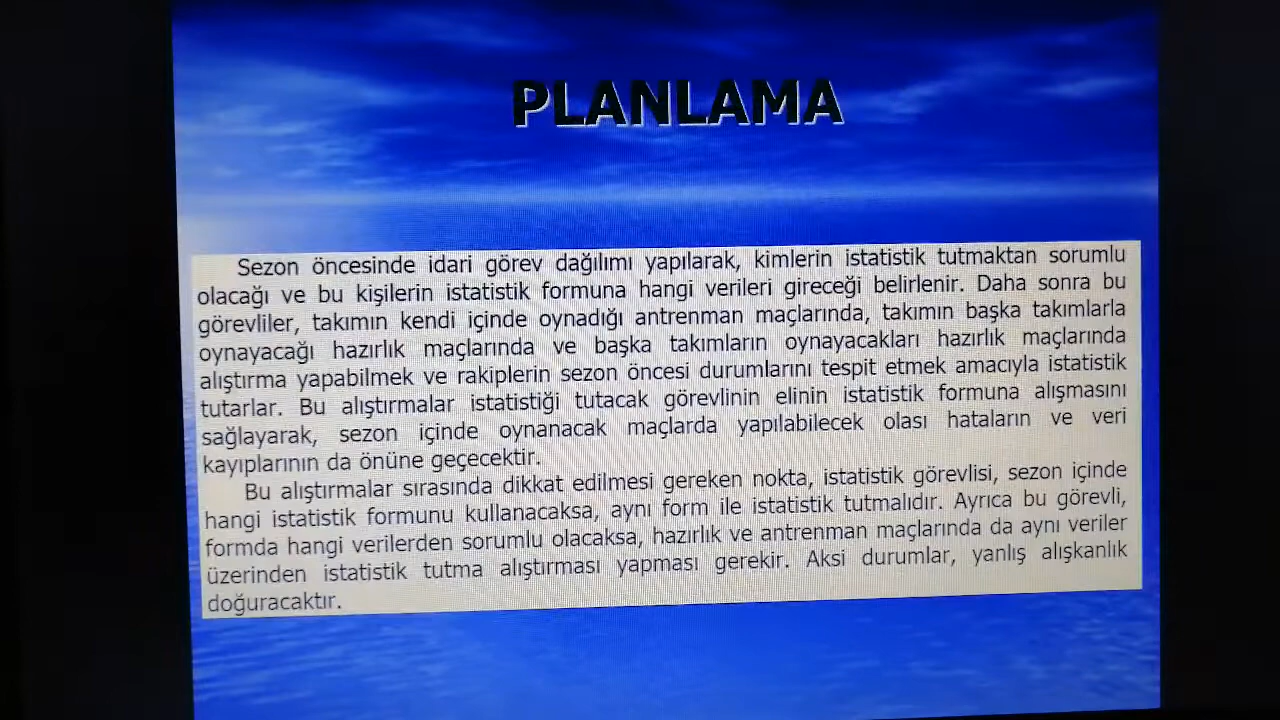 PLANLAMA
Sezon öncesinde idari görev dağılımı yapılarak, kimlerin istatistik tutmaktan sorumlu
olacağı ve bu kişilerin istatistik formuna hangi verileri gireceği belirlenir. Daha sonra bu
görevliler, takımın kendi içinde oynadığı antrenman maçlarında, takımın başka takımlarla
oynayacağı hazırlık maçlarında ve başka takımların oynayacakları hazırlık maçlarında
alıştırma yapabilmek ve rakiplerin sezon öncesi durumlarını tespit etmek amacıyla istatistik
tutarlar. Bu alıştırmalar istatistiği tutacak görevlinin elinin istatistik formuna alışmasını
sağlayarak, sezon içinde oynanacak maçlarda yapılabilecek olası hataların ve veri
kayıplarının da önüne geçecektir.
Bu alıştırmalar sırasında dikkat edilmesi gereken nokta, istatistik görevlisi, sezon içinde
hangi istatistik formunu kullanacaksa, aynı form ile istatistik tutmalıdır. Ayrıca bu görevli,
formda hangi verilerden sorumlu olacaksa, hazırlık ve antrenman maçlarında da aynı veriler
üzerinden istatistik tutma alıştırması yapması gerekir. Aksi durumlar, yanlış alışkanlık
doğuracaktır.